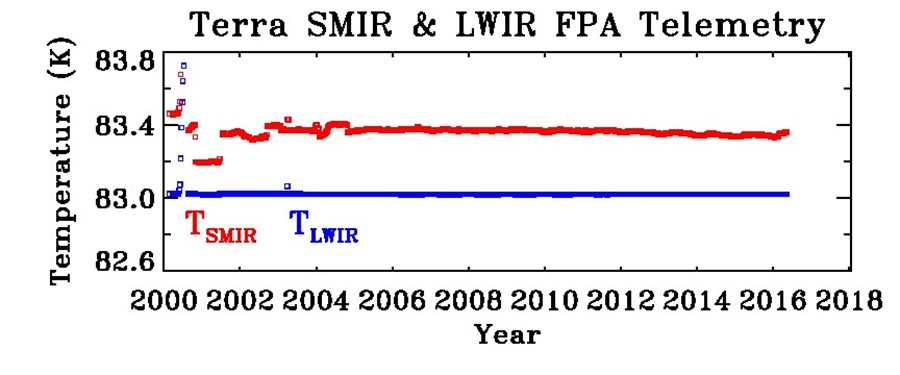 Terra SMIR & LWIR FPA Telemetry
Temperature (K)
83.8
83.4
83.0
82.6
TSMIR TLWIR
2000 2002 2004 2006 2008 2010 2012 2014 2016 2018
Year